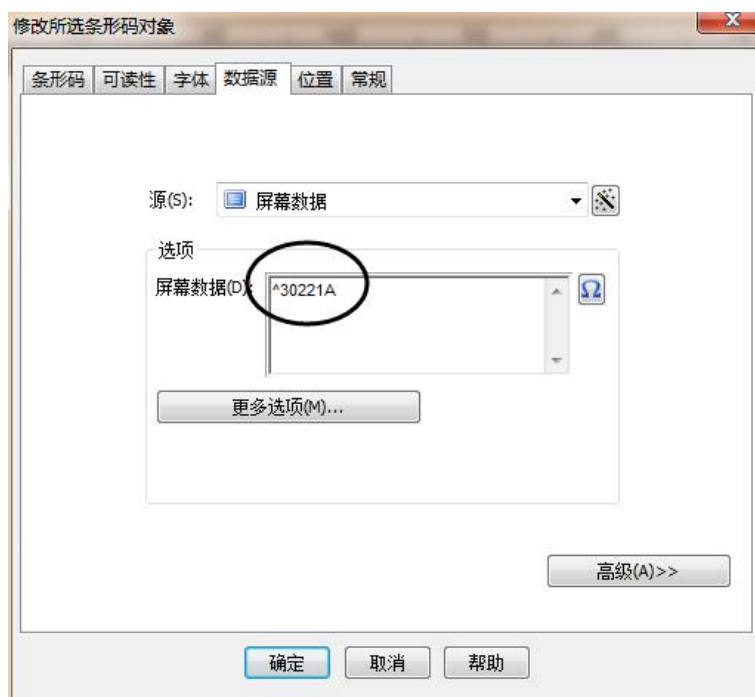 修改所选条形码对象
条形码 可读性 字体 数据源 位置 常规
源(S): 屏幕数据
选项
屏幕数据(D): ^30221A
Ω
更多选项(M)...
高级(A)>>
确定 取消 帮助